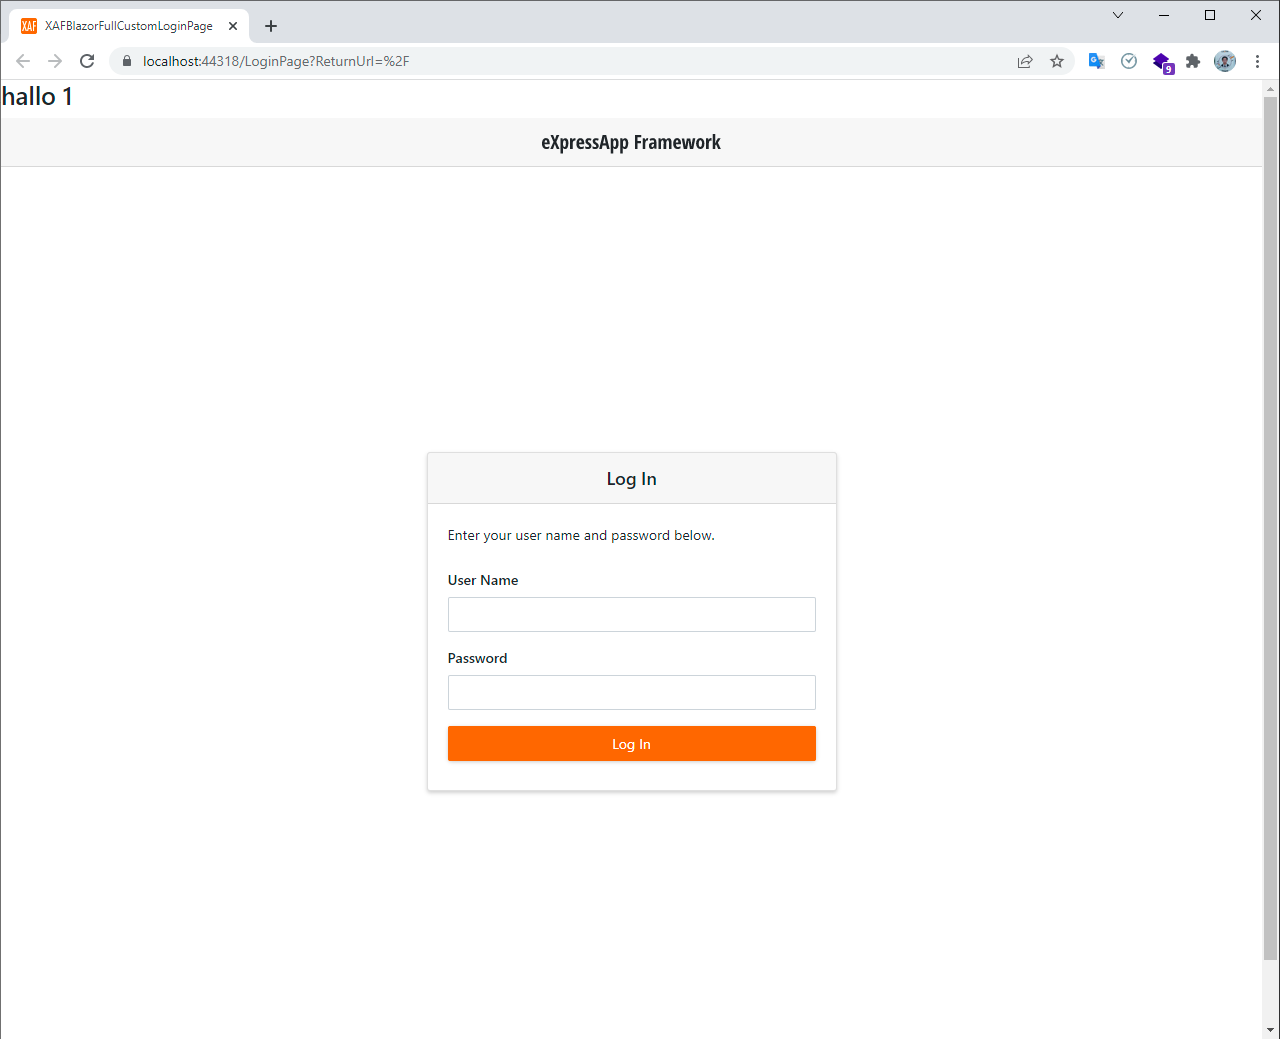 XAF XAFBlazorFullCustomLoginPage
localhost:44318/LoginPage?ReturnUrl=%2F
9
hallo 1
eXpressApp Framework
Log In
Enter your user name and password below.
User Name
Password
Log In